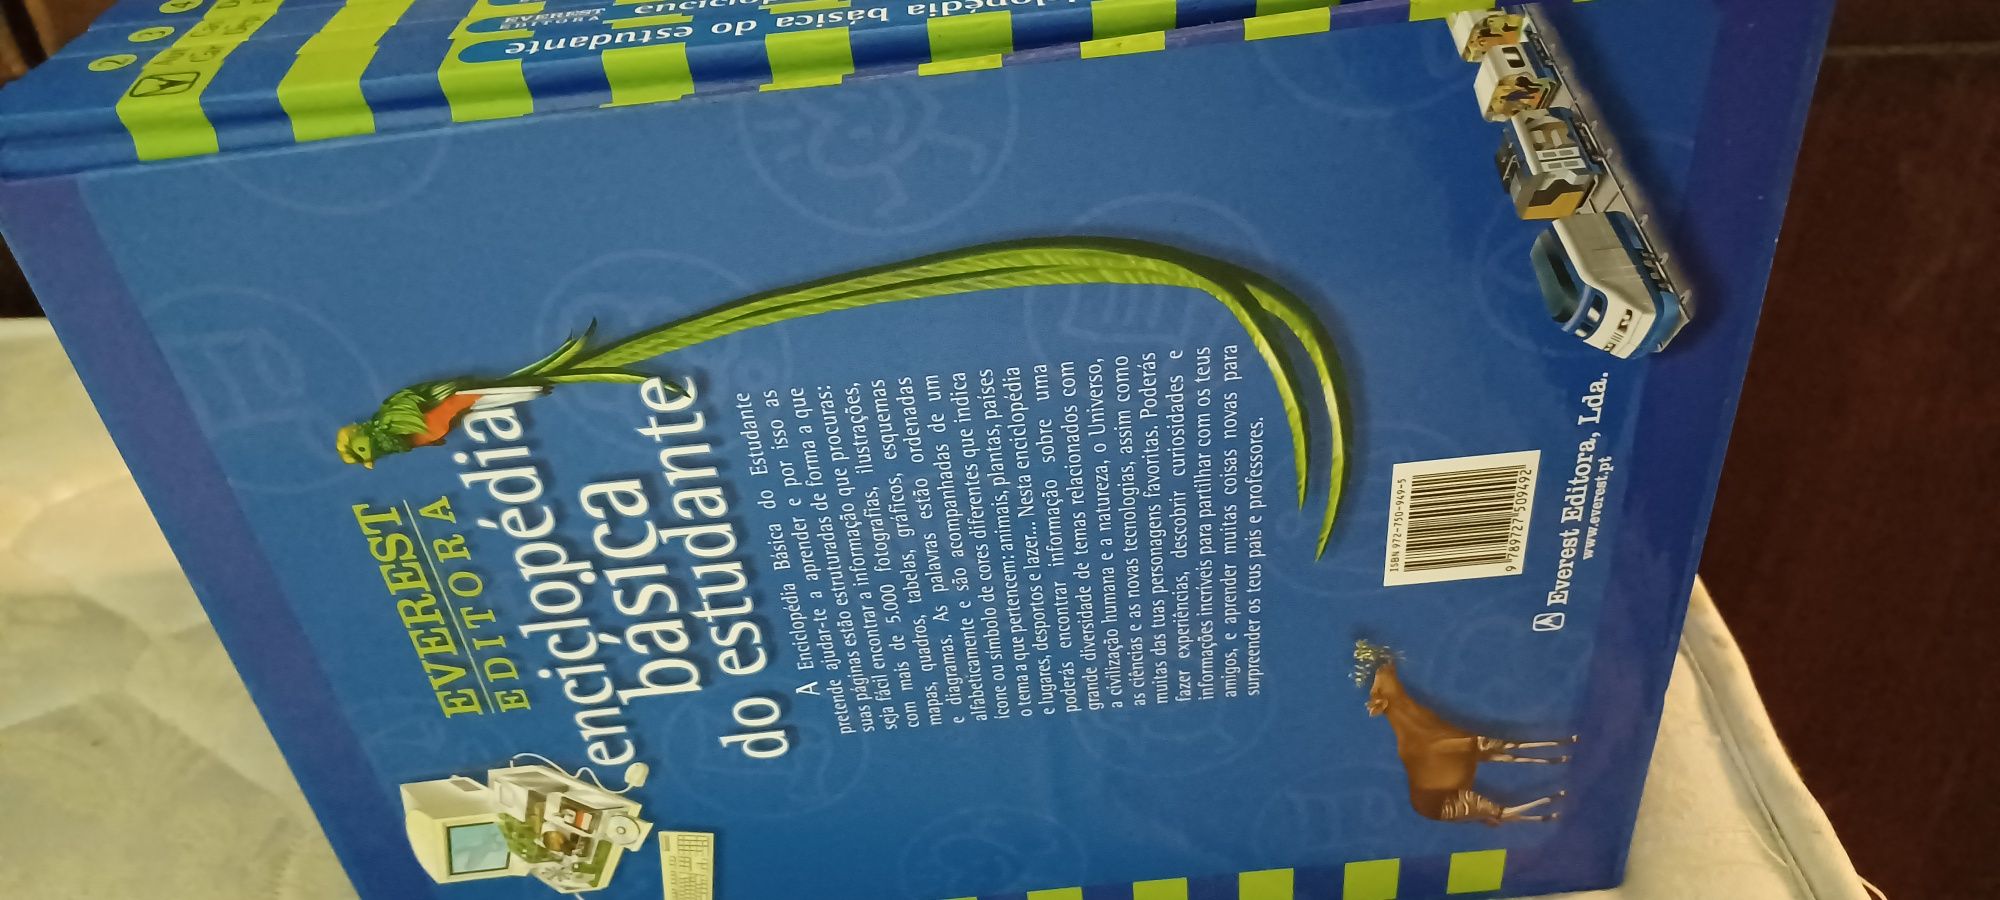 EVEREST
EDITORA
enciclopédia
básica
do estudante
A Enciclopédia Básica do Estudante
pretende ajudar-te a aprender e por isso as
suas páginas estão estruturadas de forma a que
seja fácil encontrar a informação que procuras:
com mais de 5.000 fotografias, ilustrações,
mapas, quadros, tabelas, gráficos, esquemas
e diagramas. As palavras estão ordenadas
alfabeticamente e são acompanhadas de um
ícone ou símbolo de cores diferentes que indica
o tema a que pertencem: animais, plantas, países
e lugares, desportos e lazer... Nesta enciclopédia
poderás encontrar informação sobre uma
grande diversidade de temas relacionados com
a civilização humana e a natureza, o Universo,
as ciências e as novas tecnologias, assim como
muitas das tuas personagens favoritas. Poderás
fazer experiências, descobrir curiosidades e
informações incríveis para partilhar com os teus
amigos, e aprender muitas coisas novas para
surpreender os teus pais e professores.
ISBN 972-750-949-5
9 789727 509492
Everest Editora, Lda.
www.everest.pt
EVEREST
EDITORA
básica do estudante
2
3
4